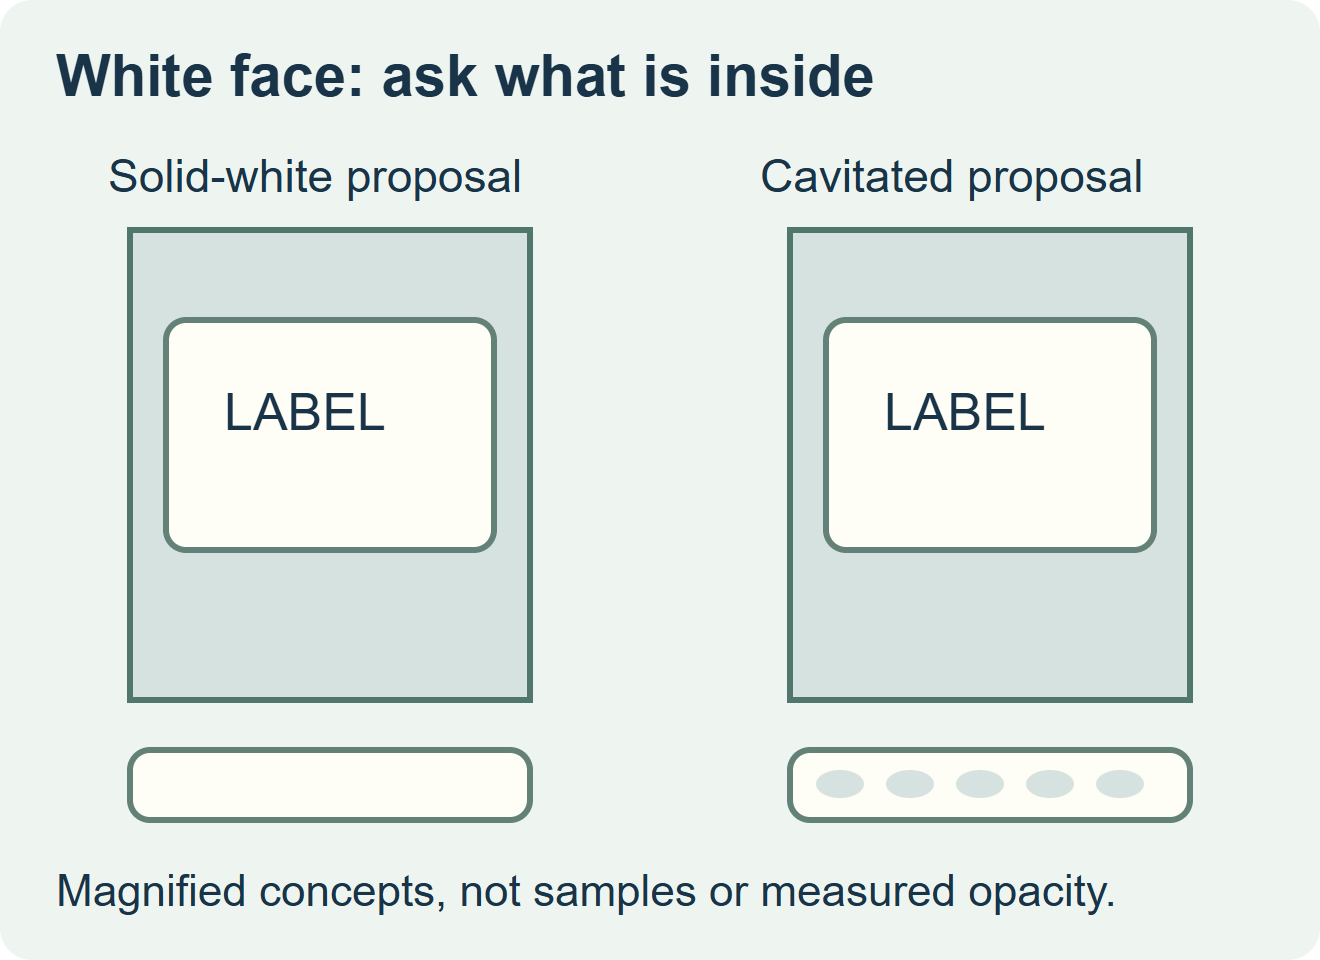 White face: ask what is inside
Solid-white proposal
Cavitated proposal
LABEL
LABEL
Magnified concepts, not samples or measured opacity.